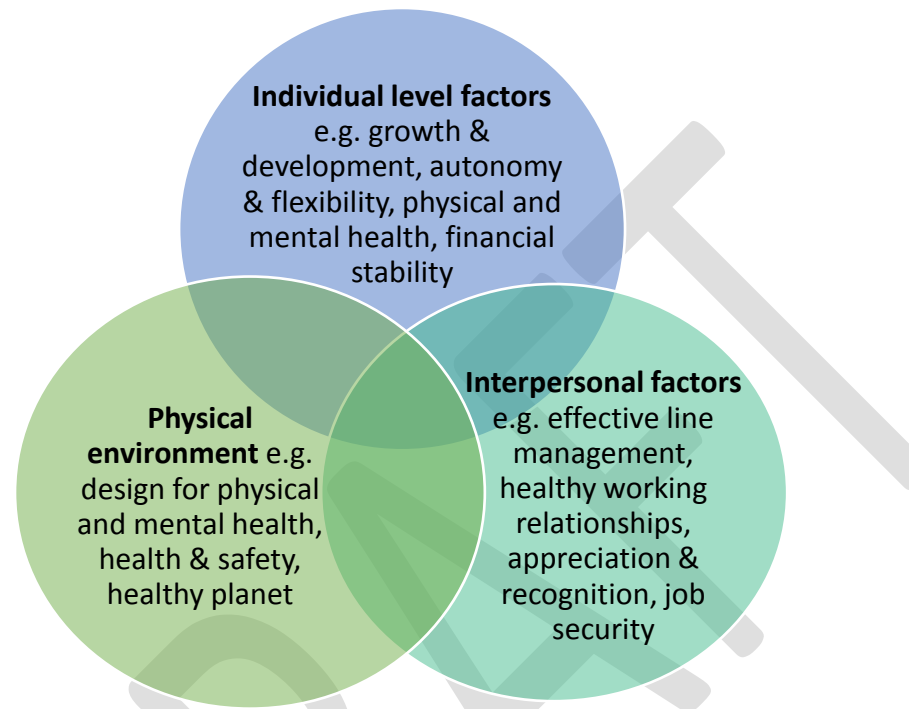 Individual level factors
e.g. growth &
development, autonomy
& flexibility, physical and
mental health, financial
stability
Physical
environment e.g.
design for physical
and mental health,
health & safety,
healthy planet
Interpersonal factors
e.g. effective line
management,
healthy working
relationships,
appreciation &
recognition, job
security